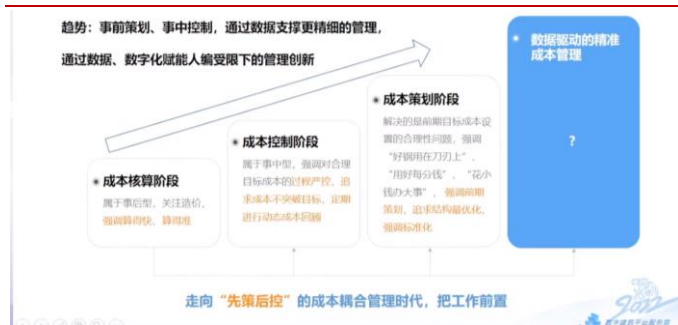 趋势：事前策划、事中控制，通过数据支撑更精细的管理，
通过数据、数字化赋能人编受限下的管理创新
数据驱动的精准
成本管理
？
成本策划阶段
解决的是前期目标成本设
置的合理性问题，强调
“好钢用在刀刃上”、
“用好每分钱”、“花小
钱办大事”，强调前期
策划，追求结构最优化，
强调标准化
成本控制阶段
属于事中型，强调对合理
目标成本的过程严控，追
求成本不突破目标，定期
进行动态成本回顾
成本核算阶段
属于事后型，关注造价，
强调算得快、算得准
走向“先策后控”的成本耦合管理时代，把工作前置
2022